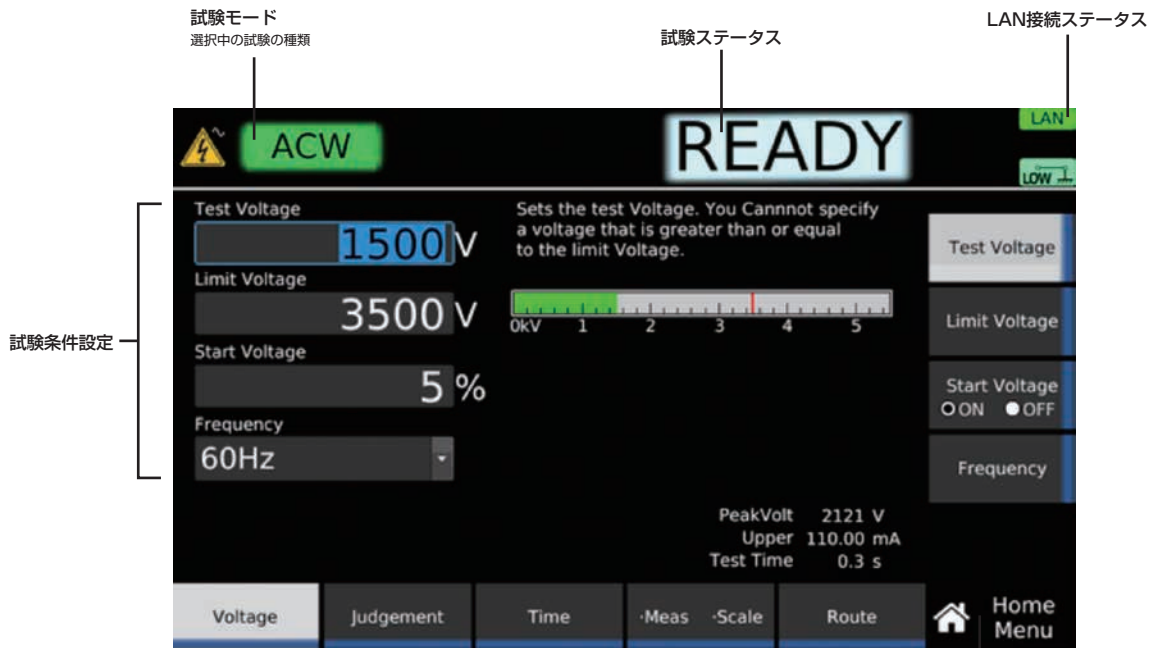 試験モード
選択中の試験の種類
試験ステータス
LAN接続ステータス
ACW
READY
LAN
LOW
試験条件設定
Test Voltage
1500 V
Limit Voltage
3500 V
Start Voltage
5 %
Frequency
60Hz
Sets the test Voltage. You Cannnot specify
a voltage that is greater than or equal
to the limit Voltage.
0kV 1 2 3 4 5
Test Voltage
Limit Voltage
Start Voltage
ON OFF
Frequency
PeakVolt 2121 V
Upper 110.00 mA
Test Time 0.3 s
Voltage
Judgement
Time
·Meas ·Scale
Route
Home
Menu